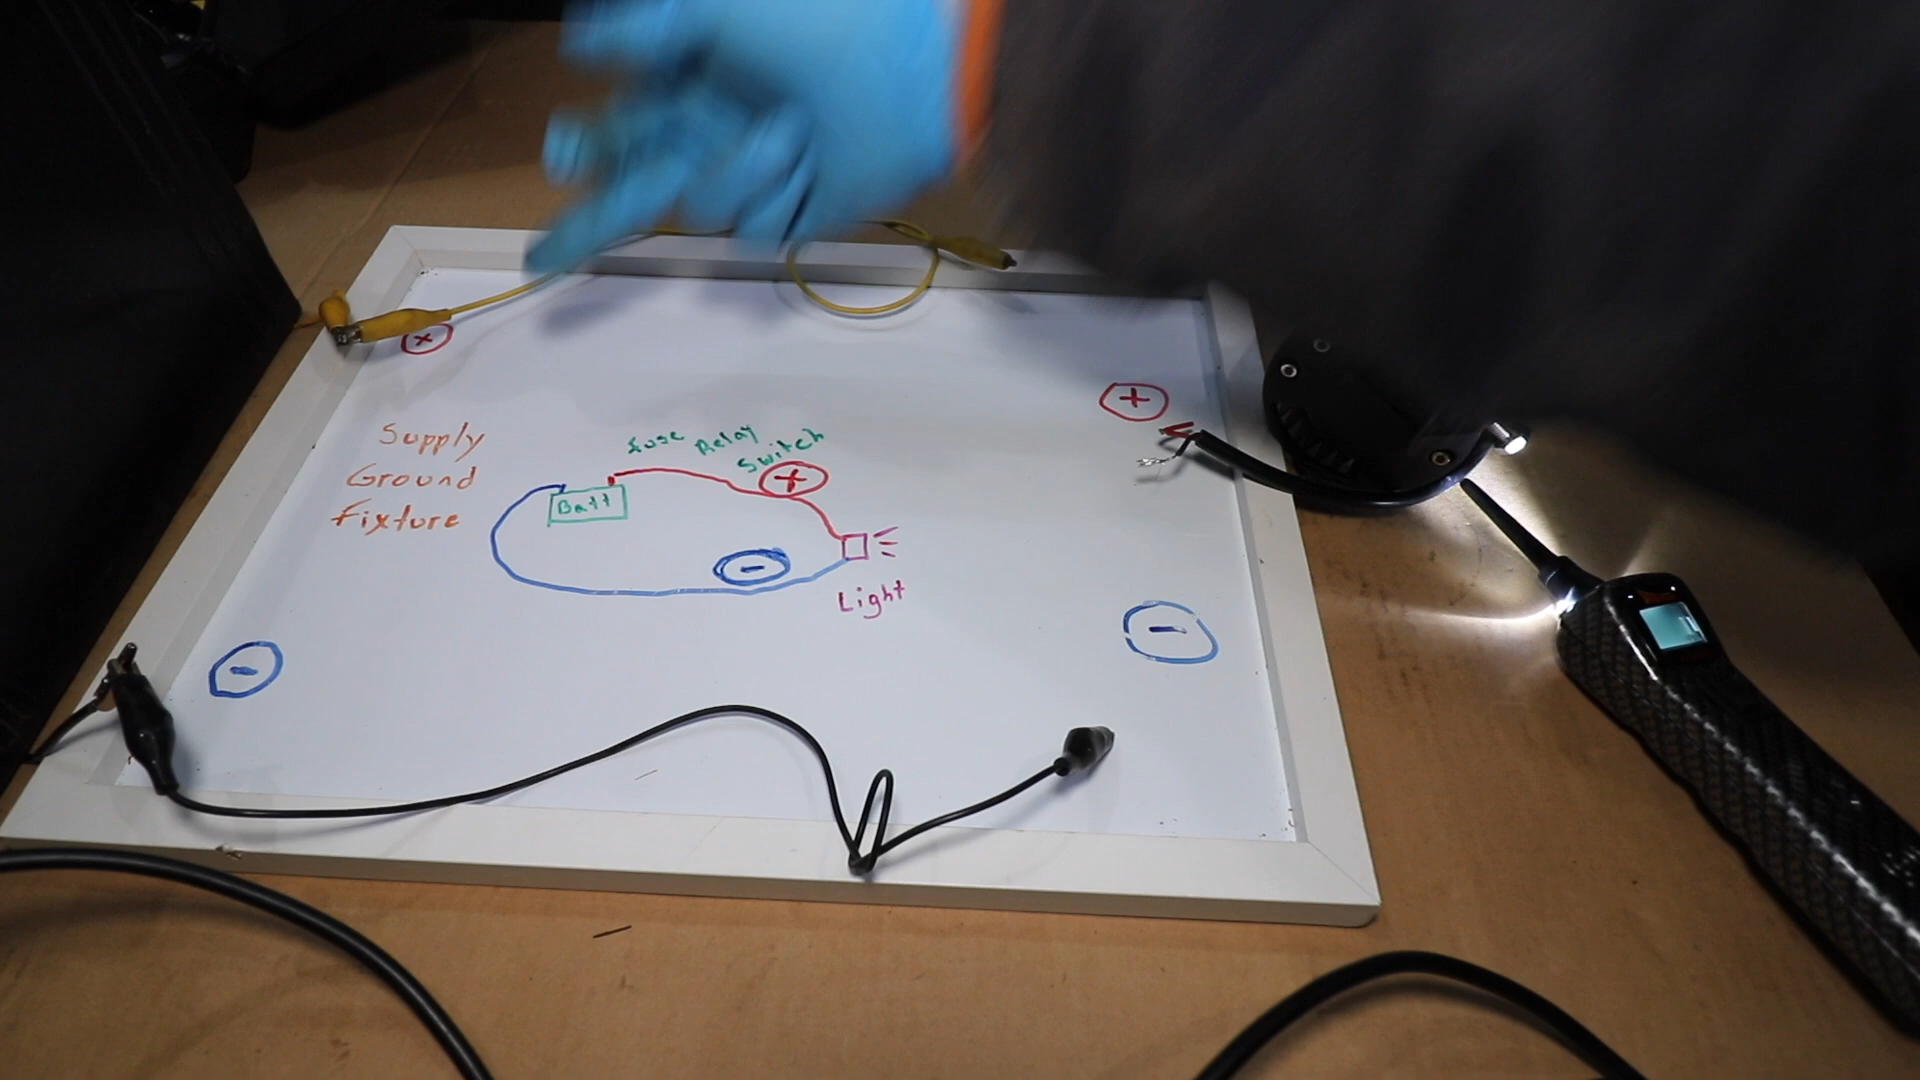 +
+
Supply
Ground
Fixture
fuse Relay Switch
+
Batt
-
Light
-
-